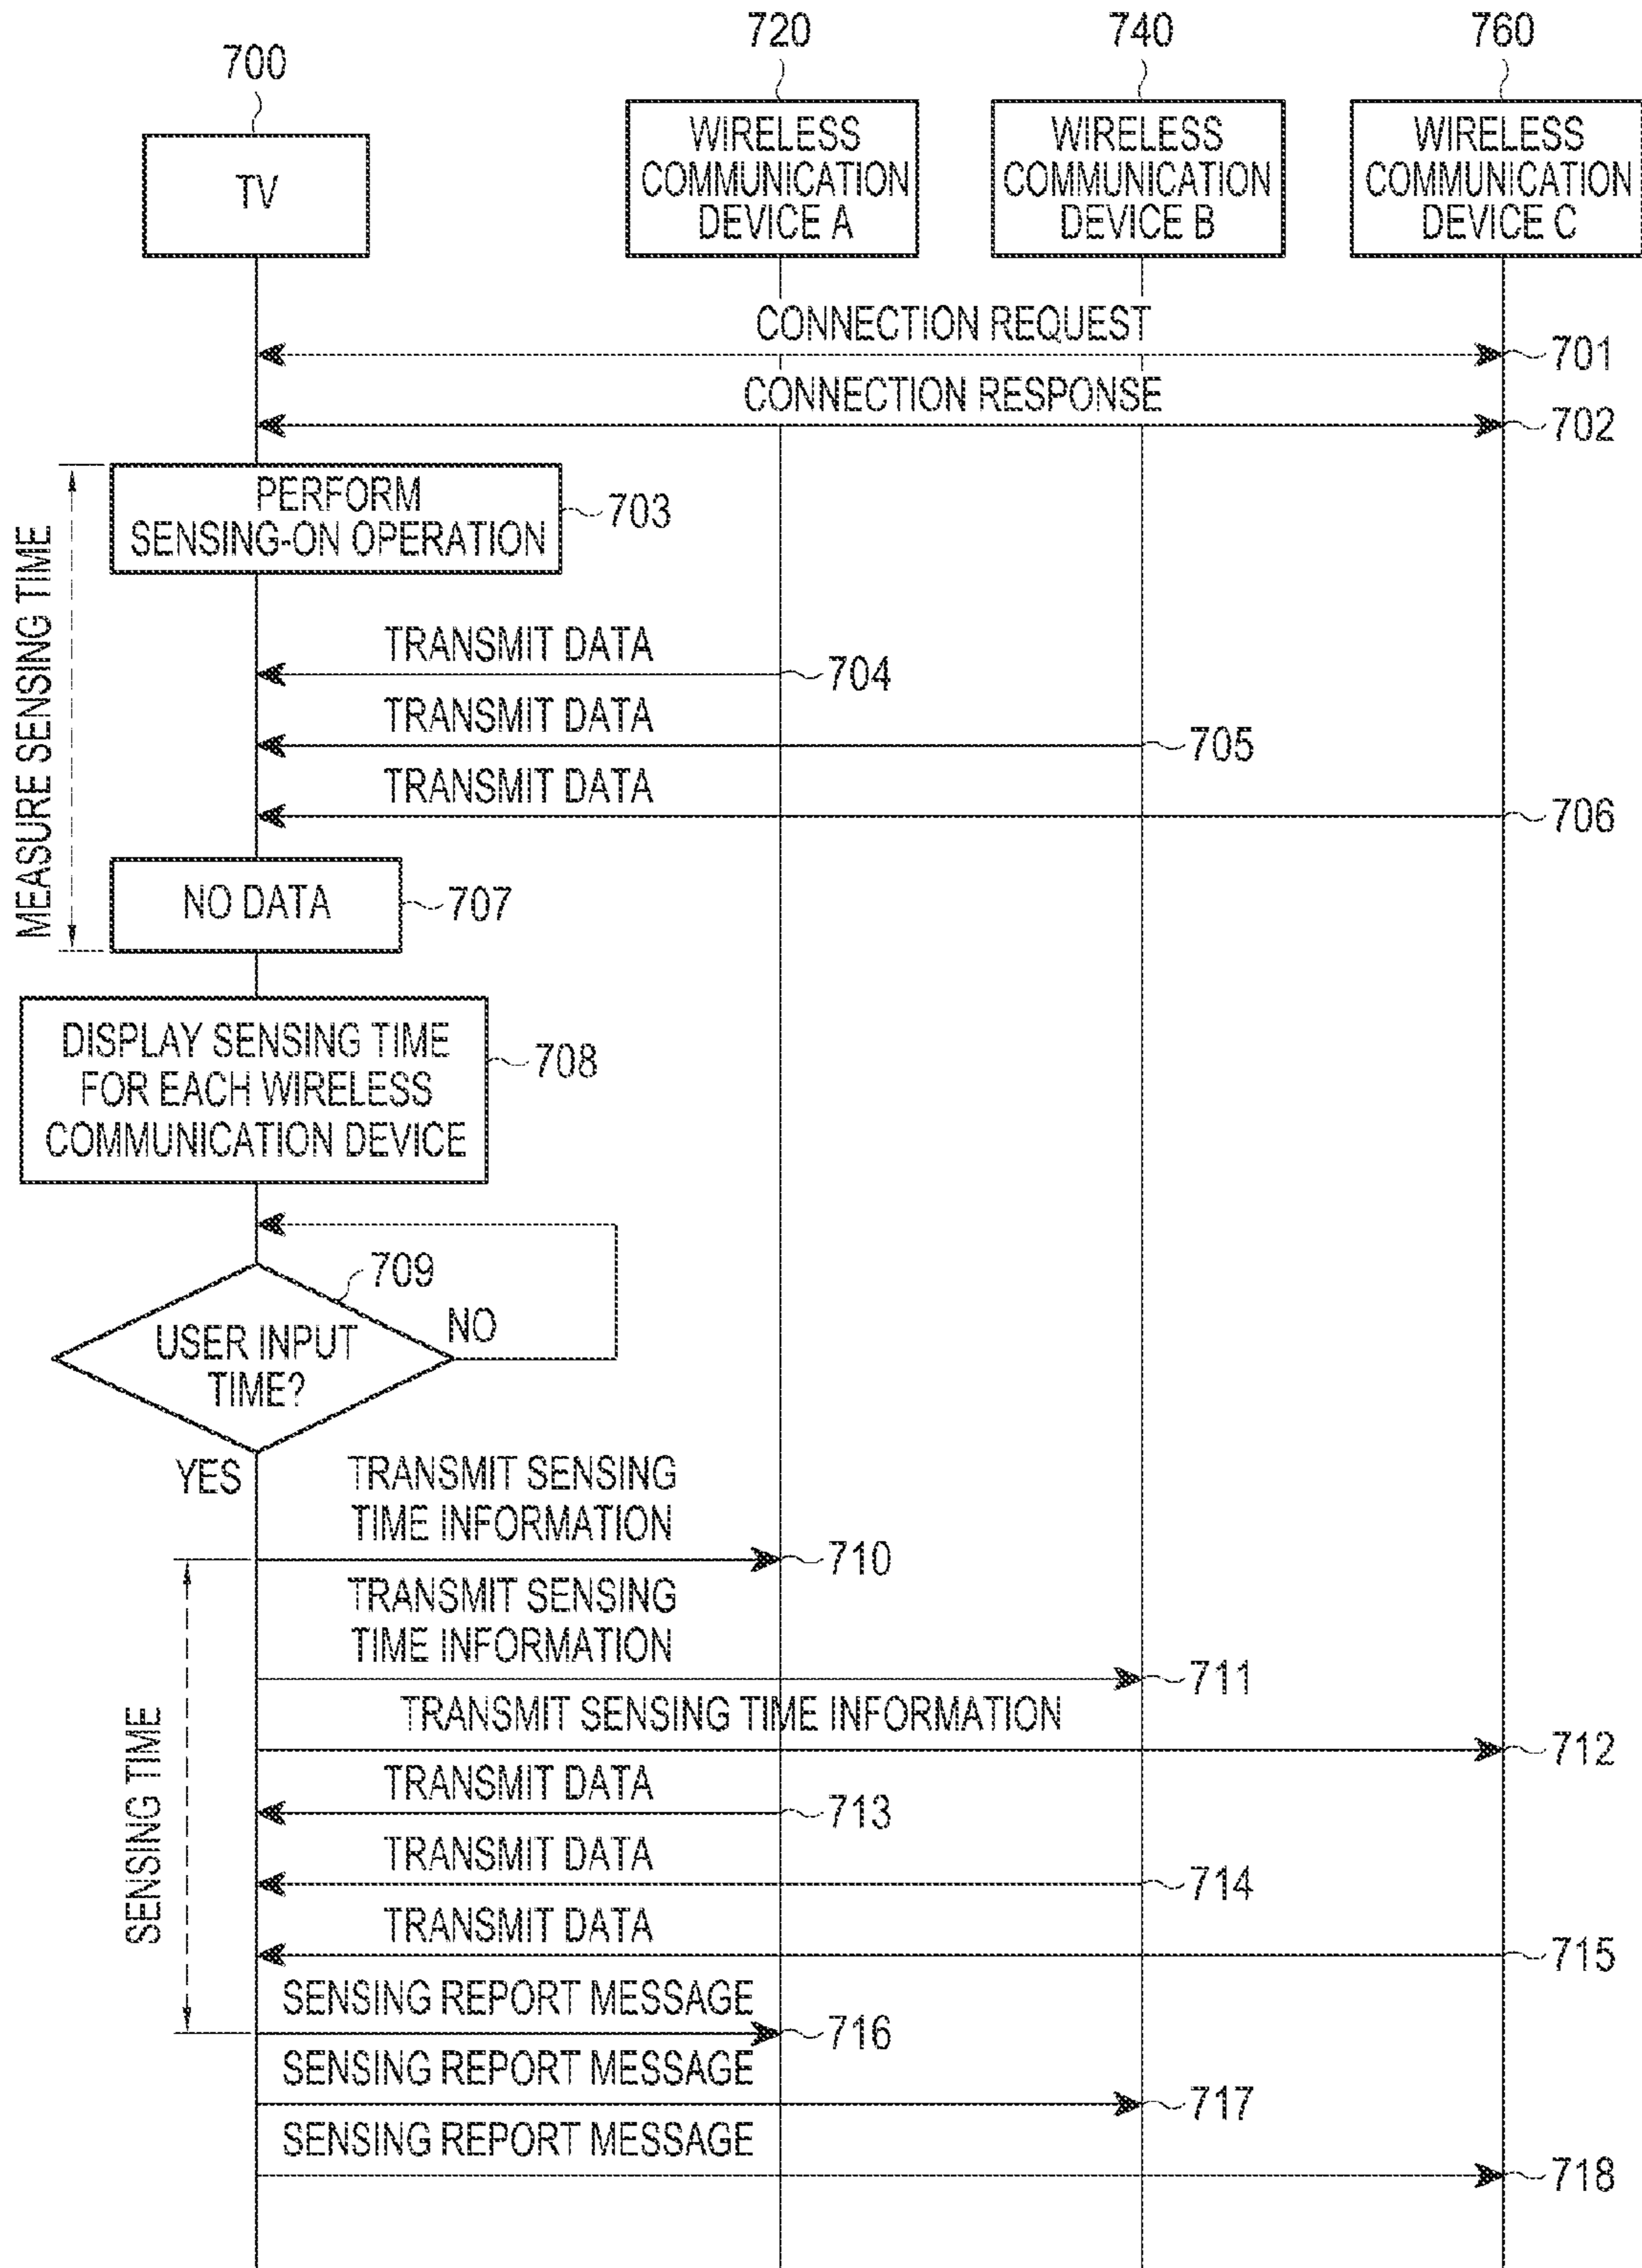 700
720
740
760
TV
WIRELESS
COMMUNICATION
DEVICE A
WIRELESS
COMMUNICATION
DEVICE B
WIRELESS
COMMUNICATION
DEVICE C
CONNECTION REQUEST
701
CONNECTION RESPONSE
702
MEASURE SENSING TIME
PERFORM
SENSING-ON OPERATION
703
TRANSMIT DATA
704
TRANSMIT DATA
705
TRANSMIT DATA
706
NO DATA
707
DISPLAY SENSING TIME
FOR EACH WIRELESS
COMMUNICATION DEVICE
708
709
USER INPUT
TIME?
NO
YES
TRANSMIT SENSING
TIME INFORMATION
710
SENSING TIME
TRANSMIT SENSING
TIME INFORMATION
711
TRANSMIT SENSING TIME INFORMATION
712
TRANSMIT DATA
713
TRANSMIT DATA
714
TRANSMIT DATA
715
SENSING REPORT MESSAGE
716
SENSING REPORT MESSAGE
717
SENSING REPORT MESSAGE
718